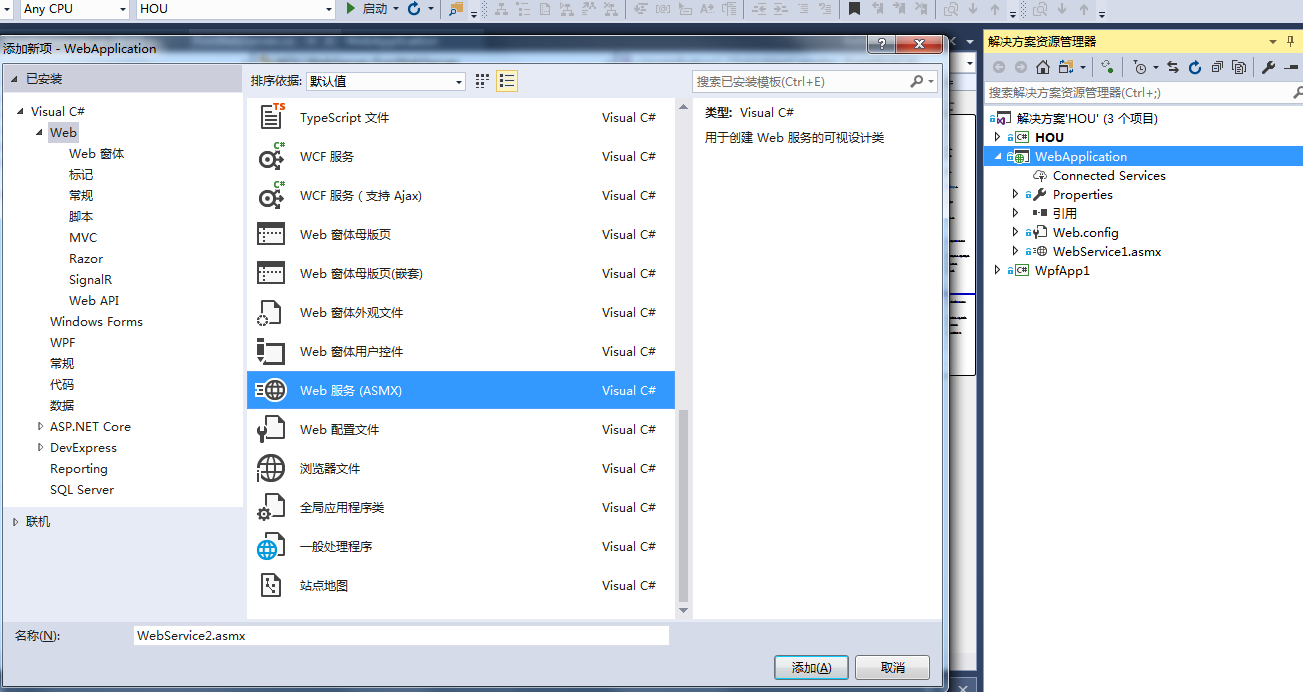 Any CPU
HOU
启动
添加新项 - WebApplication
已安装
Visual C#
Web
Web 窗体
标记
常规
脚本
MVC
Razor
SignalR
Web API
Windows Forms
WPF
常规
代码
数据
ASP.NET Core
DevExpress
Reporting
SQL Server
联机
排序依据: 默认值
TypeScript 文件 Visual C#
WCF 服务 Visual C#
WCF 服务 ( 支持 Ajax) Visual C#
Web 窗体母版页 Visual C#
Web 窗体母版页(嵌套) Visual C#
Web 窗体外观文件 Visual C#
Web 窗体用户控件 Visual C#
Web 服务 (ASMX) Visual C#
Web 配置文件 Visual C#
浏览器文件 Visual C#
全局应用程序类 Visual C#
一般处理程序 Visual C#
站点地图 Visual C#
搜索已安装模板(Ctrl+E)
类型: Visual C#
用于创建 Web 服务的可视设计类
名称(N):
WebService2.asmx
添加(A)
取消
解决方案资源管理器
搜索解决方案资源管理器(Ctrl+;)
解决方案'HOU' (3 个项目)
HOU
WebApplication
Connected Services
Properties
引用
Web.config
WebService1.asmx
WpfApp1